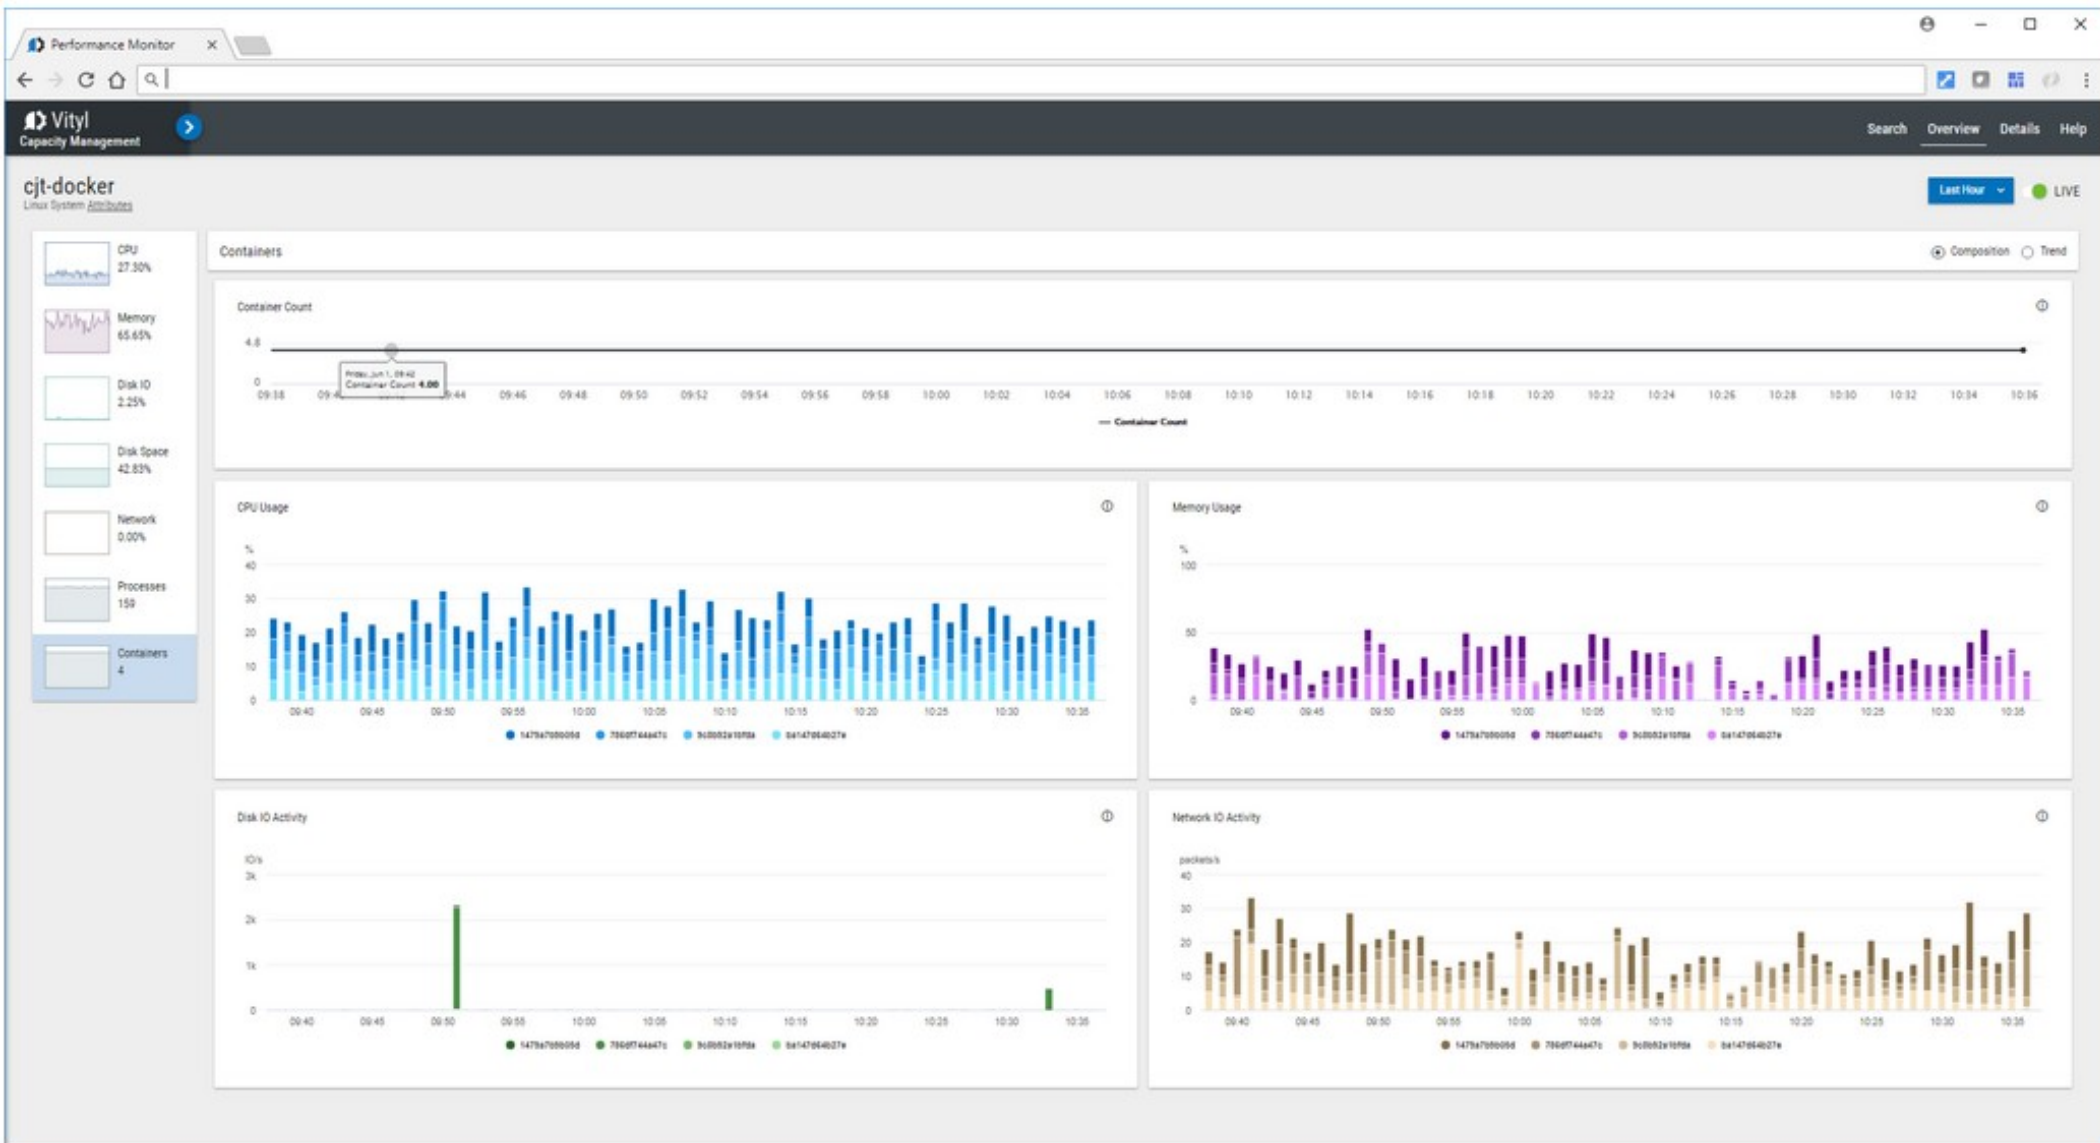 Performance Monitor
Vityl
Capacity Management
Search Overview Details Help
cjt-docker
Linux System Attributes
Last Hour
LIVE
CPU
27.30%
Memory
65.65%
Disk IO
2.25%
Disk Space
42.83%
Network
0.00%
Processes
159
Containers
4
Containers
Composition Trend
Container Count
4.8
0
Friday, Jun 1, 09:42
Container Count 4.00
09:38 09:44 09:46 09:48 09:50 09:52 09:54 09:56 09:58 10:00 10:02 10:04 10:06 10:08 10:10 10:12 10:14 10:16 10:18 10:20 10:22 10:24 10:26 10:28 10:30 10:32 10:34 10:36
Container Count
CPU Usage
%
40
30
20
10
0
09:40 09:45 09:50 09:55 10:00 10:05 10:10 10:15 10:20 10:25 10:30 10:35
Memory Usage
%
100
50
0
09:40 09:45 09:50 09:55 10:00 10:05 10:10 10:15 10:20 10:25 10:30 10:35
Disk IO Activity
IO/s
3k
2k
1k
0
09:40 09:45 09:50 09:55 10:00 10:05 10:10 10:15 10:20 10:25 10:30 10:35
Network IO Activity
packets/s
40
30
20
10
0
09:40 09:45 09:50 09:55 10:00 10:05 10:10 10:15 10:20 10:25 10:30 10:35